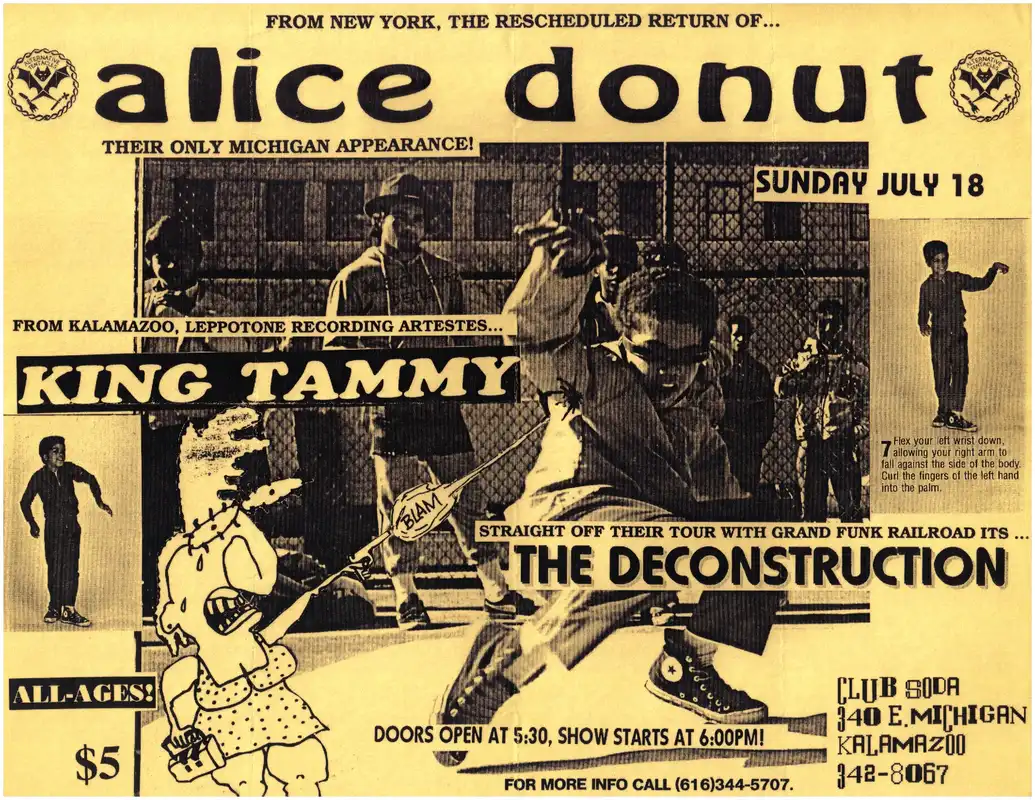 FROM NEW YORK, THE RESCHEDULED RETURN OF...
ALTERNATIVE TENTACLES
alice donut
ALTERNATIVE TENTACLES
THEIR ONLY MICHIGAN APPEARANCE!
SUNDAY JULY 18
FROM KALAMAZOO, LEPPOTONE RECORDING ARTESTES...
KING TAMMY
7 Flex your left wrist down,
allowing your right arm to
fall against the side of the body.
Curl the fingers of the left hand
into the palm.
BLAM
STRAIGHT OFF THEIR TOUR WITH GRAND FUNK RAILROAD ITS ...
THE DECONSTRUCTION
ALL-AGES!
$5
DOORS OPEN AT 5:30, SHOW STARTS AT 6:00PM!
FOR MORE INFO CALL (616)344-5707.
CLUB SODA
340 E. MICHIGAN
KALAMAZOO
342-8067